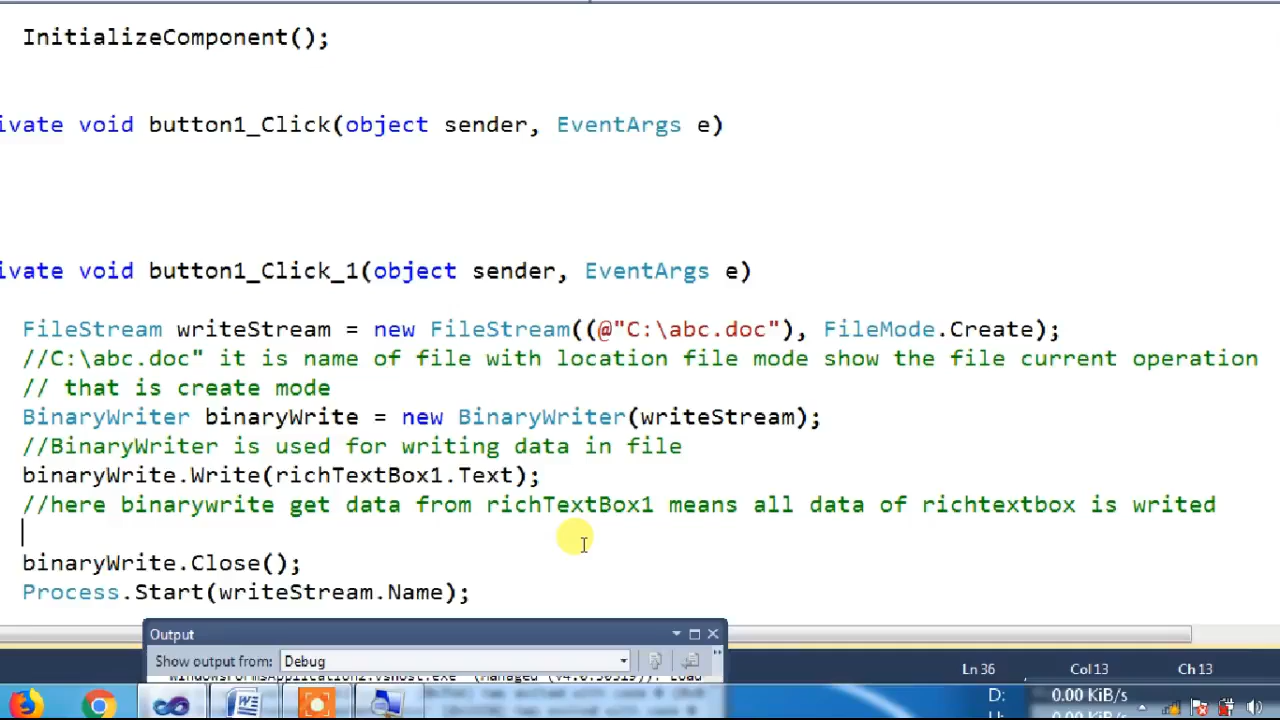 InitializeComponent();
ivate void button1_Click(object sender, EventArgs e)
ivate void button1_Click_1(object sender, EventArgs e)
FileStream writeStream = new FileStream((@"C:\abc.doc"), FileMode.Create);
//C:\abc.doc" it is name of file with location file mode show the file current operation
// that is create mode
BinaryWriter binaryWrite = new BinaryWriter(writeStream);
//BinaryWriter is used for writing data in file
binaryWrite.Write(richTextBox1.Text);
//here binarywrite get data from richTextBox1 means all data of richtextbox is writed
binaryWrite.Close();
Process.Start(writeStream.Name);
Output
Show output from: Debug
Ln 36 Col 13 Ch 13
D: 0.00 KiB/s
0.00 KiB/s